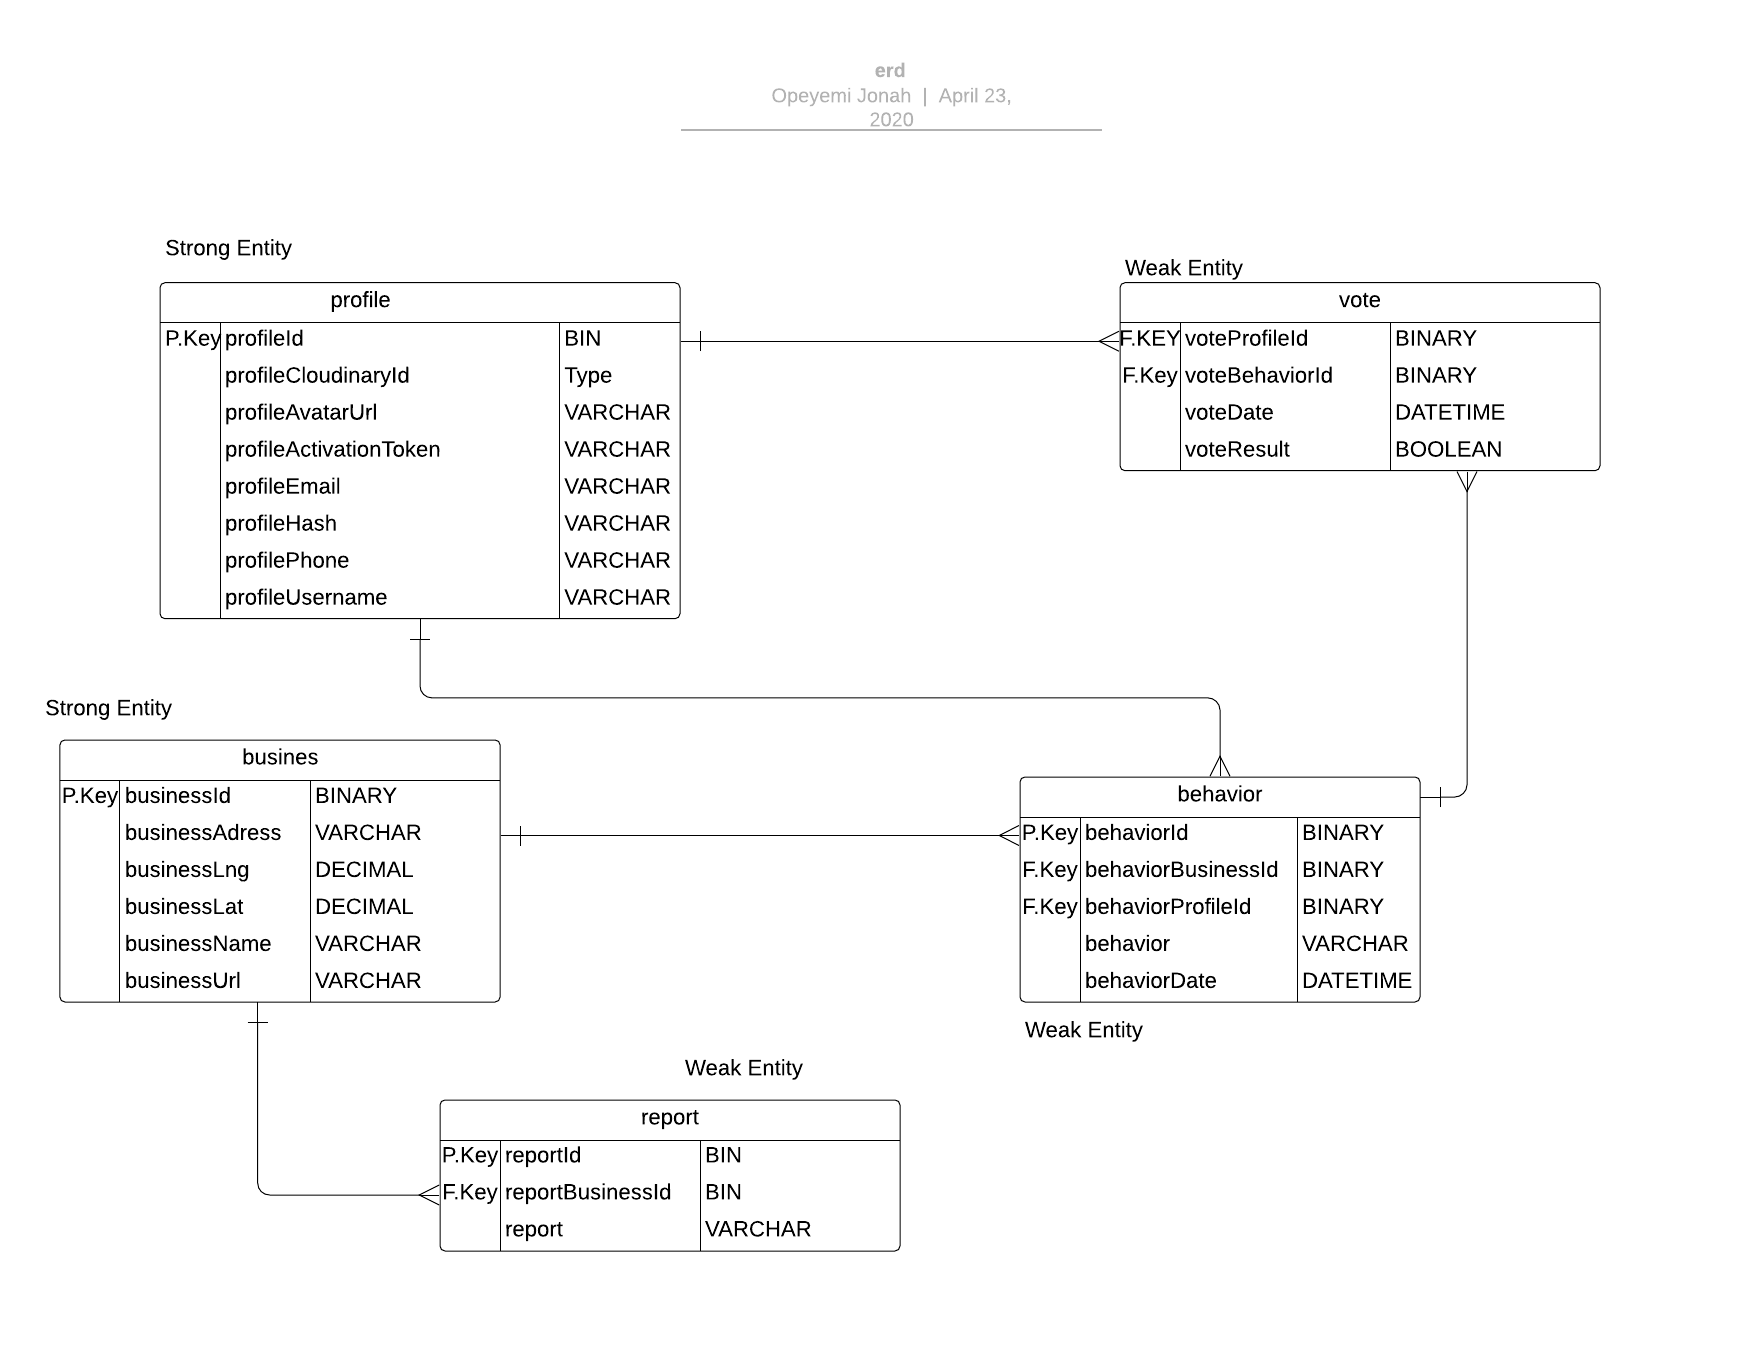 erd
Opeyemi Jonah | April 23,
2020
Strong Entity
profile
P.Key profileId BIN
profileCloudinaryId Type
profileAvatarUrl VARCHAR
profileActivationToken VARCHAR
profileEmail VARCHAR
profileHash VARCHAR
profilePhone VARCHAR
profileUsername VARCHAR
Weak Entity
vote
F.KEY voteProfileId BINARY
F.Key voteBehaviorId BINARY
voteDate DATETIME
voteResult BOOLEAN
Strong Entity
busines
P.Key businessId BINARY
businessAdress VARCHAR
businessLng DECIMAL
businessLat DECIMAL
businessName VARCHAR
businessUrl VARCHAR
behavior
P.Key behaviorId BINARY
F.Key behaviorBusinessId BINARY
F.Key behaviorProfileId BINARY
behavior VARCHAR
behaviorDate DATETIME
Weak Entity
Weak Entity
report
P.Key reportId BIN
F.Key reportBusinessId BIN
report VARCHAR